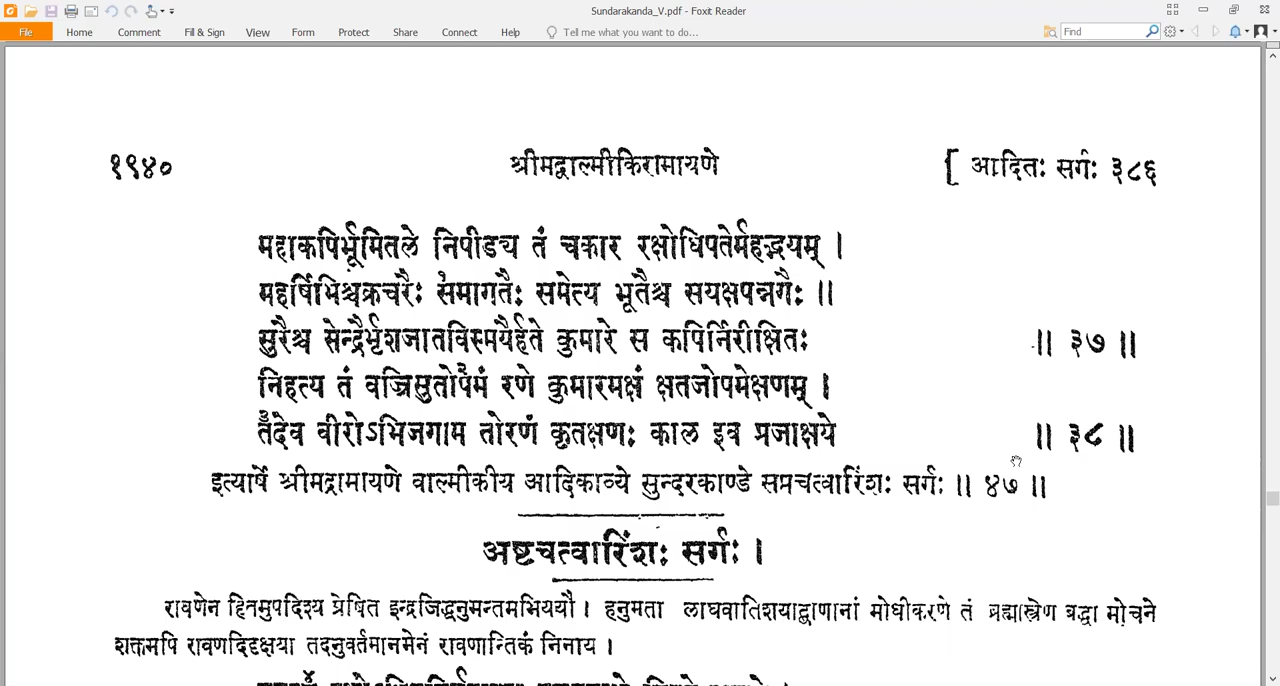 Sundarakanda_V.pdf - Foxit Reader
File Home Comment Fill & Sign View Form Protect Share Connect Help Tell me what you want to do... Find
१९४० श्रीमद्वाल्मीकिरामायणे [ आदितः सर्गः ३८६
महाकपिर्भूमितले निपीड्य तं चकार रक्षोधिपतेर्महद्भयम् ।
महर्षिभिश्चक्रचरैः समागतैः समेत्य भूतैश्च सयक्षपन्नगैः ॥
सुरैश्च सेन्द्रैर्भृशजातविस्मयैर्हते कुमारे स कपिर्निरीक्षितः ॥ ३७ ॥
निहत्य तं वज्रिसुतोपमं रणे कुमारमक्षं क्षतजोपमेक्षणम् ।
तदेव वीरोऽभिजगाम तोरणं कृतक्षणः काल इव प्रजाक्षये ॥ ३८ ॥
इत्यार्षे श्रीमद्रामायणे वाल्मीकीय आदिकाव्ये सुन्दरकाण्डे सप्तचत्वारिंशः सर्गः ॥ ४७ ॥
अष्टचत्वारिंशः सर्गः ।
रावणेन हितमुपदिश्य प्रेषित इन्द्रजिद्धनुमन्तमभिययौ । हनुमता लाघवातिशयाद्बाणानां मोधीकरणे तं ब्रह्मास्त्रेण बद्धा मोचने
शक्तमपि रावणदिदृक्षया तदनुवर्तमानमेनं रावणान्तिकं निनाय ।